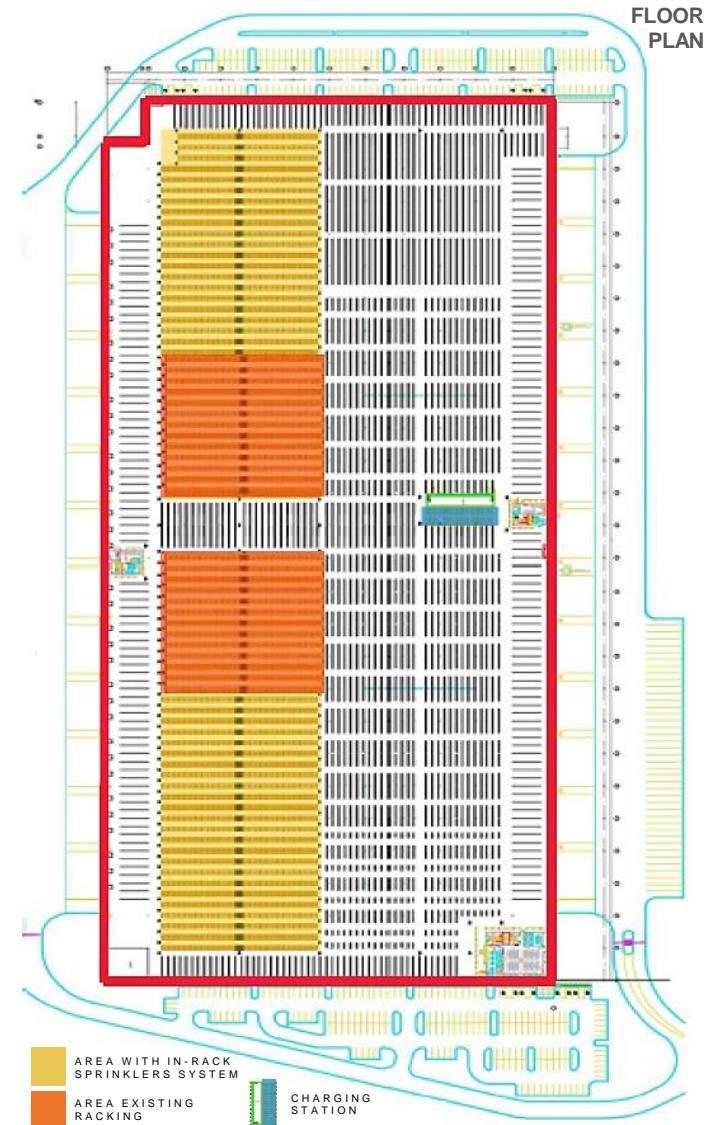 FLOOR
PLAN
AREA WITH IN-RACK
SPRINKLERS SYSTEM
AREA EXISTING
RACKING
CHARGING
STATION